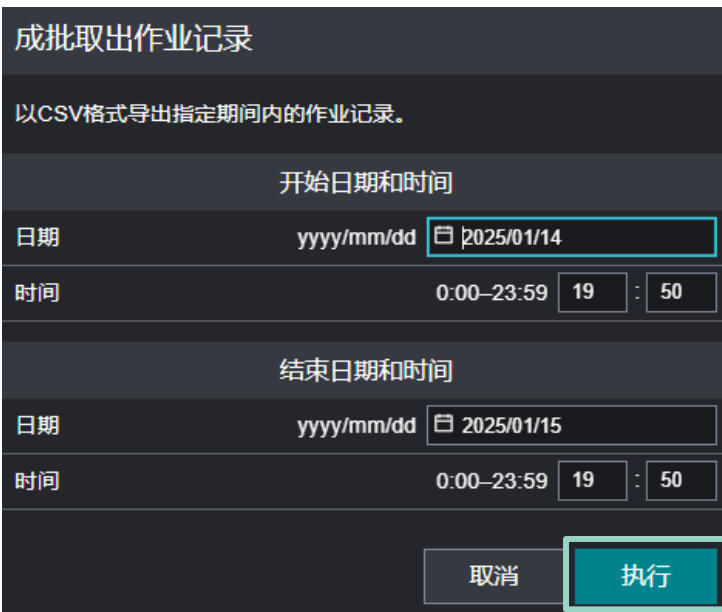 成批取出作业记录
以CSV格式导出指定期间内的作业记录。
开始日期和时间
日期 yyyy/mm/dd 2025/01/14
时间 0:00–23:59 19 : 50
结束日期和时间
日期 yyyy/mm/dd 2025/01/15
时间 0:00–23:59 19 : 50
取消 执行